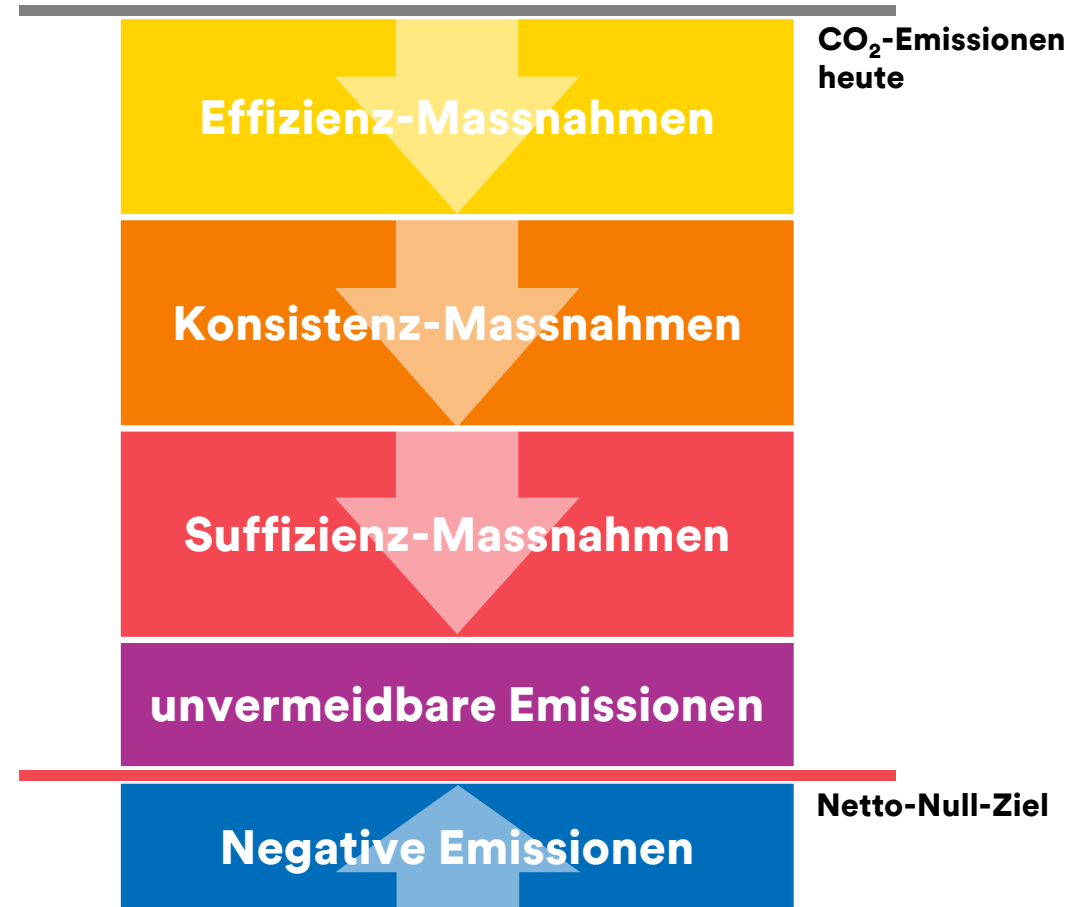 CO₂-Emissionen
heute
Effizienz-Massnahmen
Konsistenz-Massnahmen
Suffizienz-Massnahmen
unvermeidbare Emissionen
Netto-Null-Ziel
Negative Emissionen